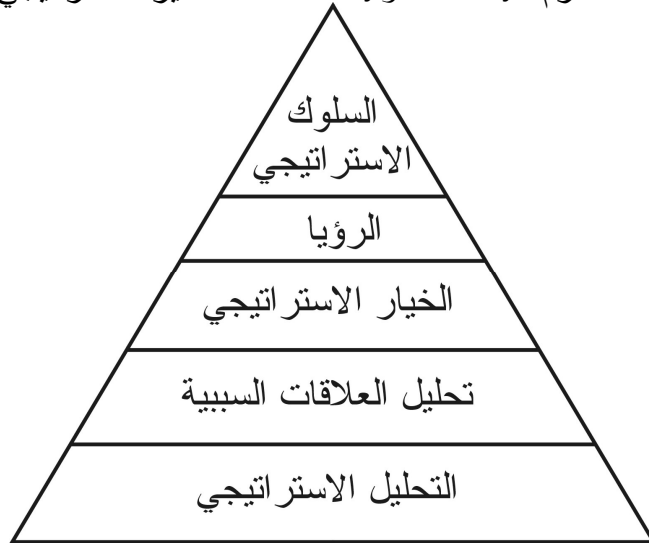 السلوك
الاستراتيجي
الرؤيا
الخيار الاستراتيجي
تحليل العلاقات السببية
التحليل الاستراتيجي